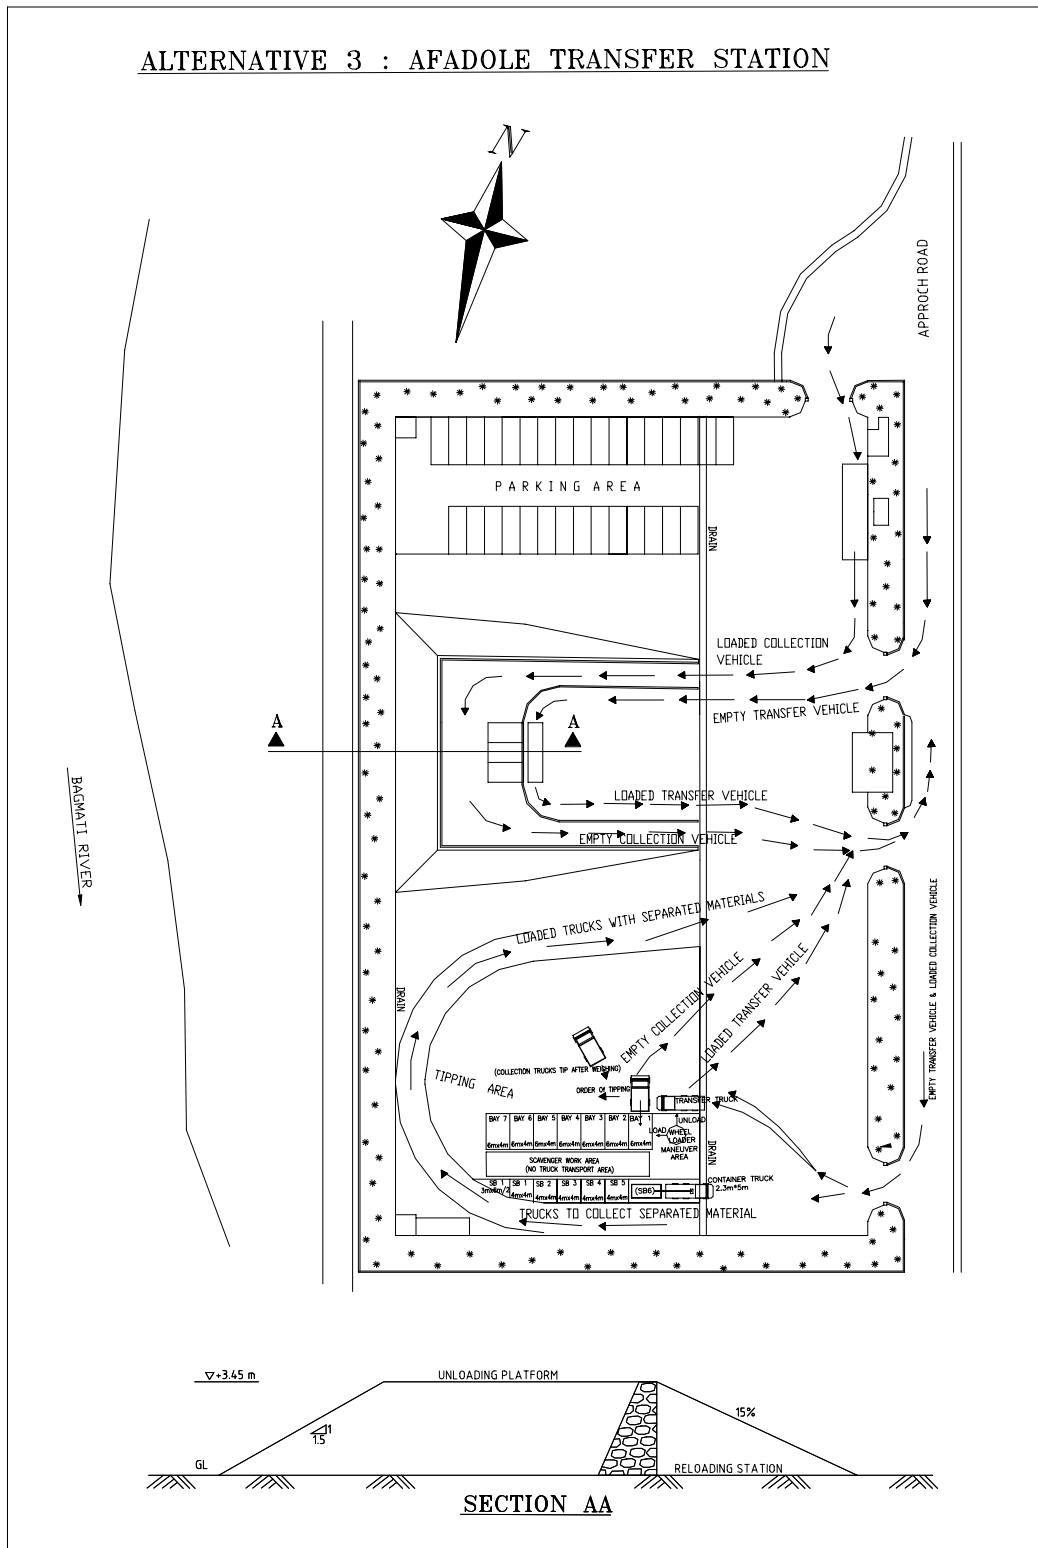 ALTERNATIVE 3 : AFADOLE TRANSFER STATION
N
APPROCH ROAD
PARKING AREA
DRAIN
LOADED COLLECTION
VEHICLE
EMPTY TRANSFER VEHICLE
A
A
BAGMATI RIVER
LOADED TRANSFER VEHICLE
EMPTY COLLECTION VEHICLE
LOADED TRUCKS WITH SEPARATED MATERIALS
EMPTY TRANSFER VEHICLE & LOADED COLLECTION VEHICLE
EMPTY COLLECTION VEHICLE
LOADED TRANSFER VEHICLE
DRAIN
TIPPING AREA
(COLLECTION TRUCKS TIP AFTER WEIGHING)
ORDER Of TIPPING
TRANSFER TRUCK
BAY 7 BAY 6 BAY 5 BAY 4 BAY 3 BAY 2 BAY 1
6mx4m 6mx4m 6mx4m 6mx4m 6mx4m 6mx4m 6mx4m
UNLOAD
LOAD
WHEEL
LOADER
MANEUVER
AREA
DRAIN
SCAVENGER WORK AREA
(NO TRUCK TRANSPORT AREA)
SB 1 SB 1 SB 2 SB 3 SB 4 SB 5
3mx4m/2 4mx4m 4mx4m 4mx4m 4mx4m 4mx4m
(SB6)
CONTAINER TRUCK
2.3m*5m
TRUCKS TO COLLECT SEPARATED MATERIAL
+3.45 m
UNLOADING PLATFORM
1
1.5
15%
GL
RELOADING STATION
SECTION AA